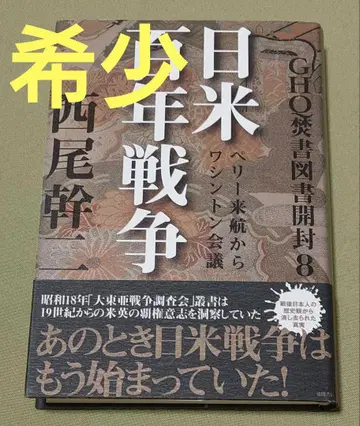 希少
GHQ焚書図書開封8
日米
百年戦争
ペリー来航から
ワシントン会議
西尾幹二
昭和18年「大東亜戦争調査会」叢書は
19世紀からの米英の覇権意志を洞察していた
あのとき日米戦争は
もう始まっていた!
戦後日本人の
歴史観から
消し去られた
真実